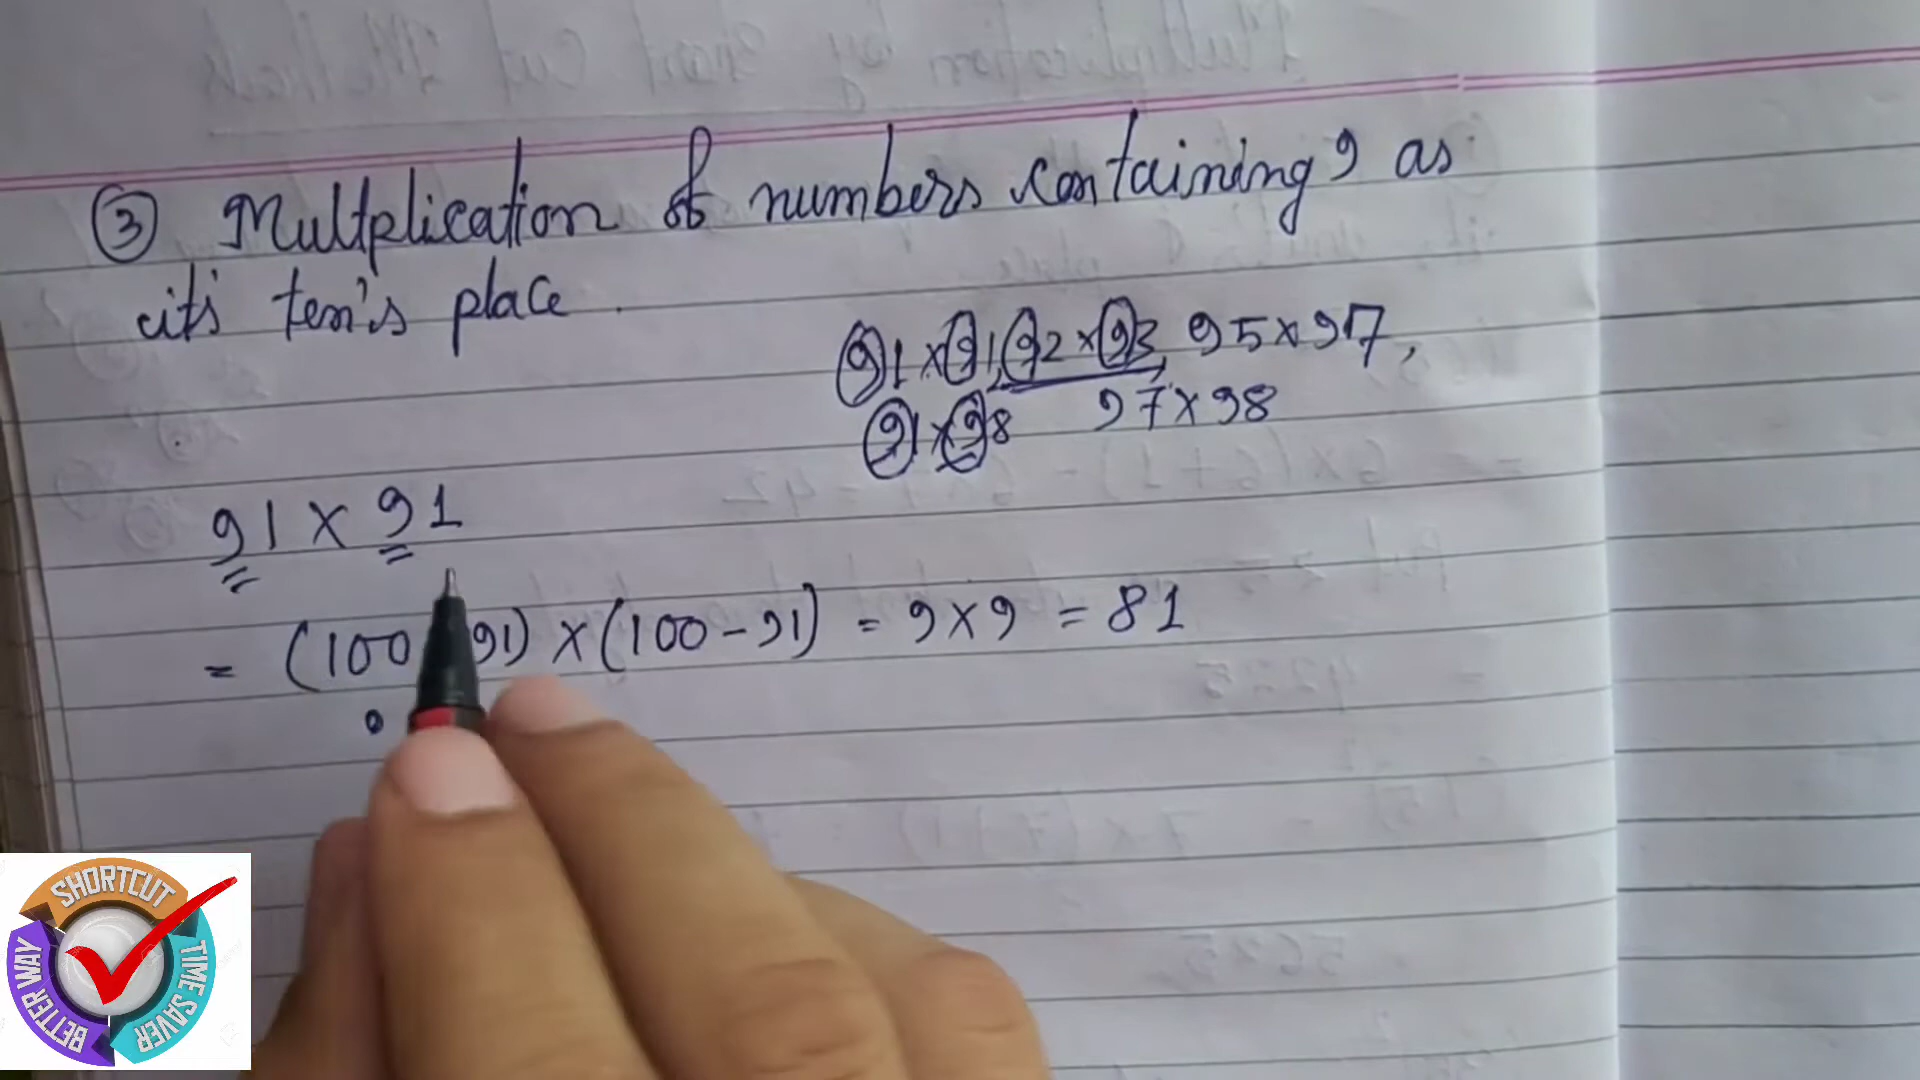 ③ Multplication of numbers containing 9 as
its ten's place.
91 x 91, 92 x 93, 95 x 97,
91 x 98 97 x 98
91 x 91
= (100 91) x (100 - 91) = 9 x 9 = 81
SHORTCUT
TIME SAVER
BETTER WAY